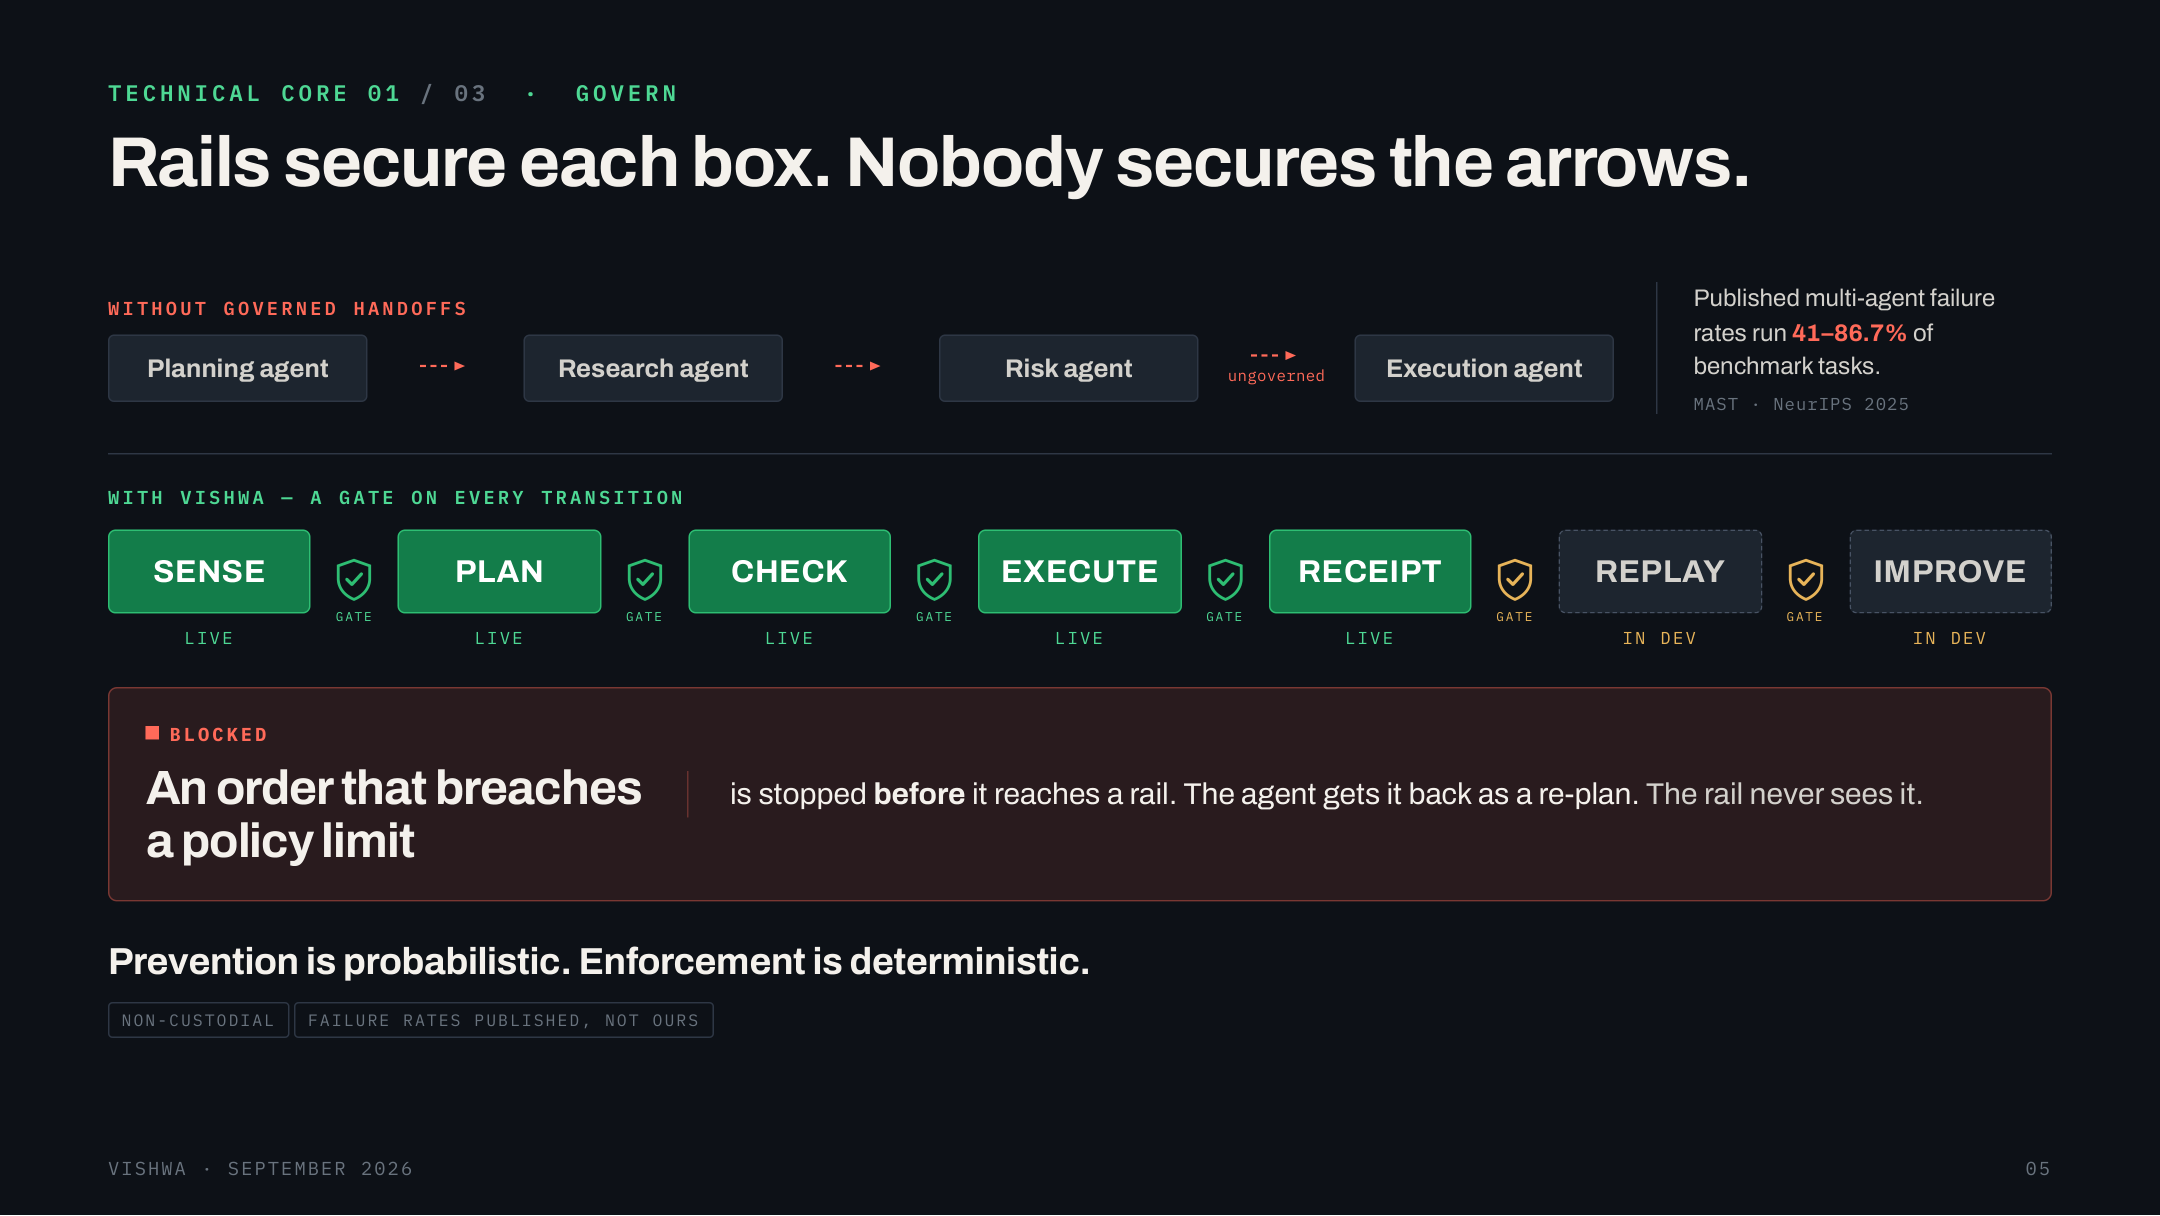 TECHNICAL CORE 01 / 03 · GOVERN
Rails secure each box. Nobody secures the arrows.
WITHOUT GOVERNED HANDOFFS
Planning agent
Research agent
Risk agent
ungoverned
Execution agent
Published multi-agent failure
rates run 41–86.7% of
benchmark tasks.
MAST · NeurIPS 2025
WITH VISHWA — A GATE ON EVERY TRANSITION
SENSE
LIVE
GATE
PLAN
LIVE
GATE
CHECK
LIVE
GATE
EXECUTE
LIVE
GATE
RECEIPT
LIVE
GATE
REPLAY
IN DEV
GATE
IMPROVE
IN DEV
BLOCKED
An order that breaches
a policy limit
is stopped before it reaches a rail. The agent gets it back as a re-plan. The rail never sees it.
Prevention is probabilistic. Enforcement is deterministic.
NON-CUSTODIAL
FAILURE RATES PUBLISHED, NOT OURS
VISHWA · SEPTEMBER 2026
05